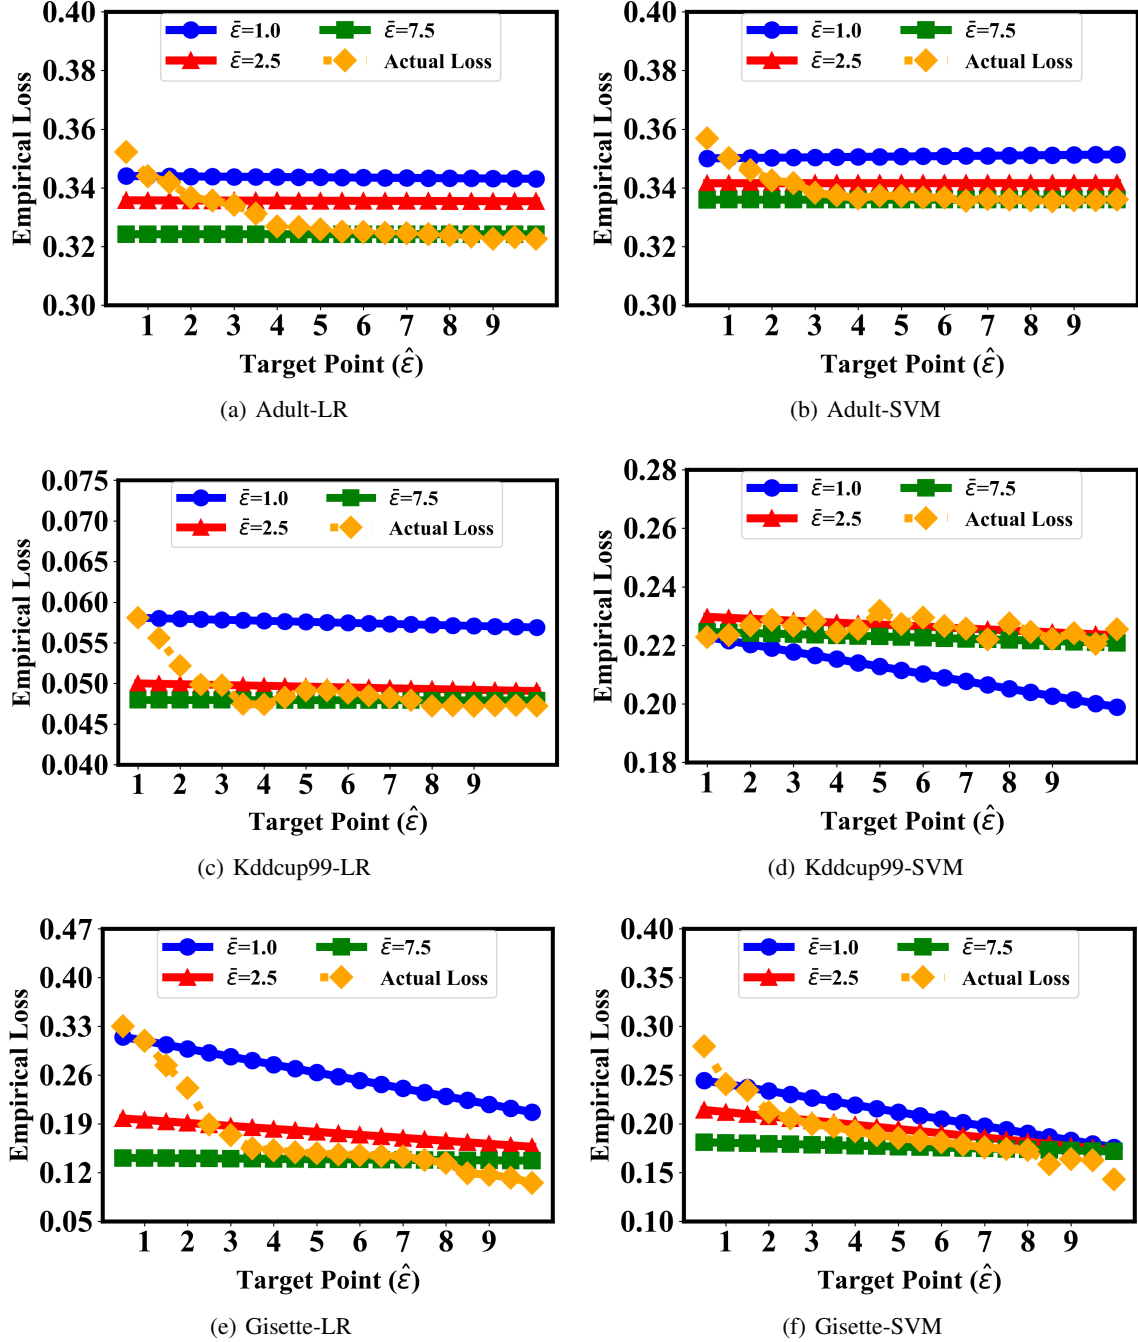 0.40
0.40
0.38
0.36
0.34
0.32
0.30
Empirical Loss
ε̄=1.0
ε̄=7.5
ε̄=2.5
Actual Loss
1 2 3 4 5 6 7 8 9
Target Point (ε̂)
(a) Adult-LR
0.40
0.38
0.36
0.34
0.32
0.30
Empirical Loss
ε̄=1.0
ε̄=7.5
ε̄=2.5
Actual Loss
1 2 3 4 5 6 7 8 9
Target Point (ε̂)
(b) Adult-SVM
0.075
0.070
0.065
0.060
0.055
0.050
0.045
0.040
Empirical Loss
ε̄=1.0
ε̄=7.5
ε̄=2.5
Actual Loss
1 2 3 4 5 6 7 8 9
Target Point (ε̂)
(c) Kddcup99-LR
0.28
0.26
0.24
0.22
0.20
0.18
Empirical Loss
ε̄=1.0
ε̄=7.5
ε̄=2.5
Actual Loss
1 2 3 4 5 6 7 8 9
Target Point (ε̂)
(d) Kddcup99-SVM
0.47
0.40
0.33
0.26
0.19
0.12
0.05
Empirical Loss
ε̄=1.0
ε̄=7.5
ε̄=2.5
Actual Loss
1 2 3 4 5 6 7 8 9
Target Point (ε̂)
(e) Gisette-LR
0.40
0.35
0.30
0.25
0.20
0.15
0.10
Empirical Loss
ε̄=1.0
ε̄=7.5
ε̄=2.5
Actual Loss
1 2 3 4 5 6 7 8 9
Target Point (ε̂)
(f) Gisette-SVM